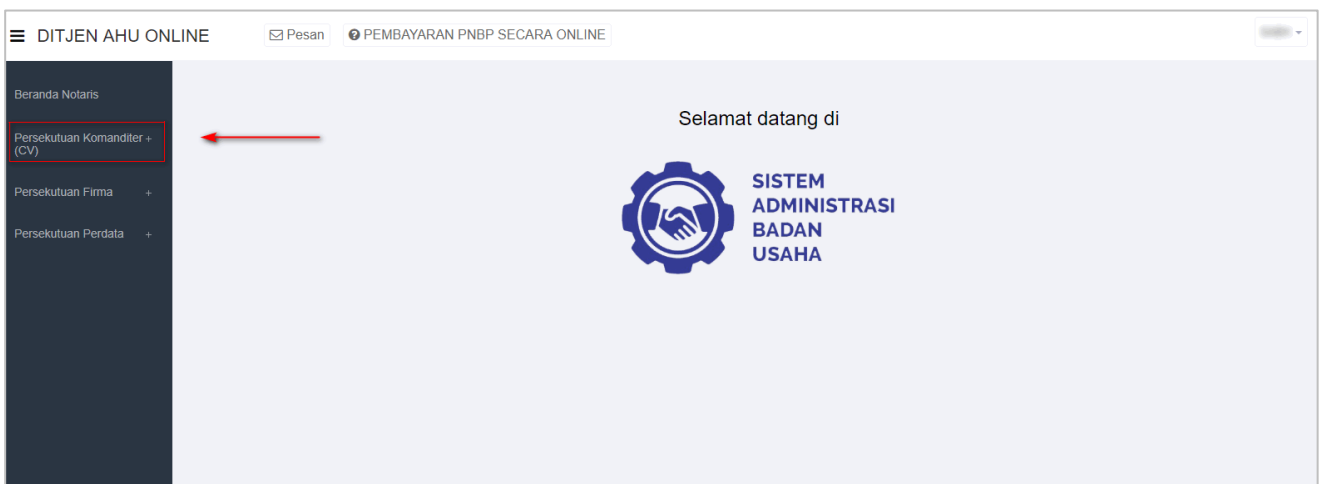 DITJEN AHU ONLINE
Pesan
PEMBAYARAN PNBP SECARA ONLINE
Beranda Notaris
Persekutuan Komanditer +
(CV)
Persekutuan Firma +
Persekutuan Perdata +
Selamat datang di
SISTEM
ADMINISTRASI
BADAN
USAHA